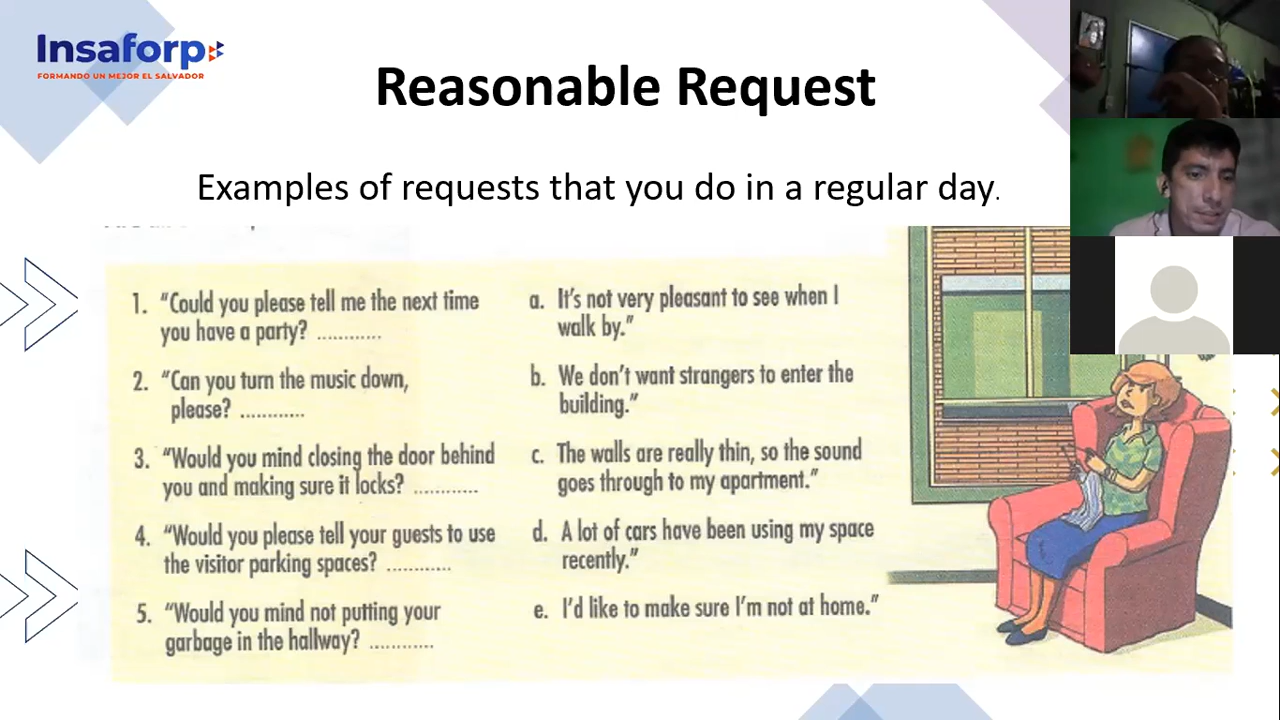 Insaforp
FORMANDO UN MEJOR EL SALVADOR
Reasonable Request
Examples of requests that you do in a regular day.
1. “Could you please tell me the next time
you have a party? ............
2. “Can you turn the music down,
please? ............
3. “Would you mind closing the door behind
you and making sure it locks? ............
4. “Would you please tell your guests to use
the visitor parking spaces? ............
5. “Would you mind not putting your
garbage in the hallway? ............
a. It’s not very pleasant to see when I
walk by.”
b. We don’t want strangers to enter the
building.”
c. The walls are really thin, so the sound
goes through to my apartment.”
d. A lot of cars have been using my space
recently.”
e. I’d like to make sure I’m not at home.”